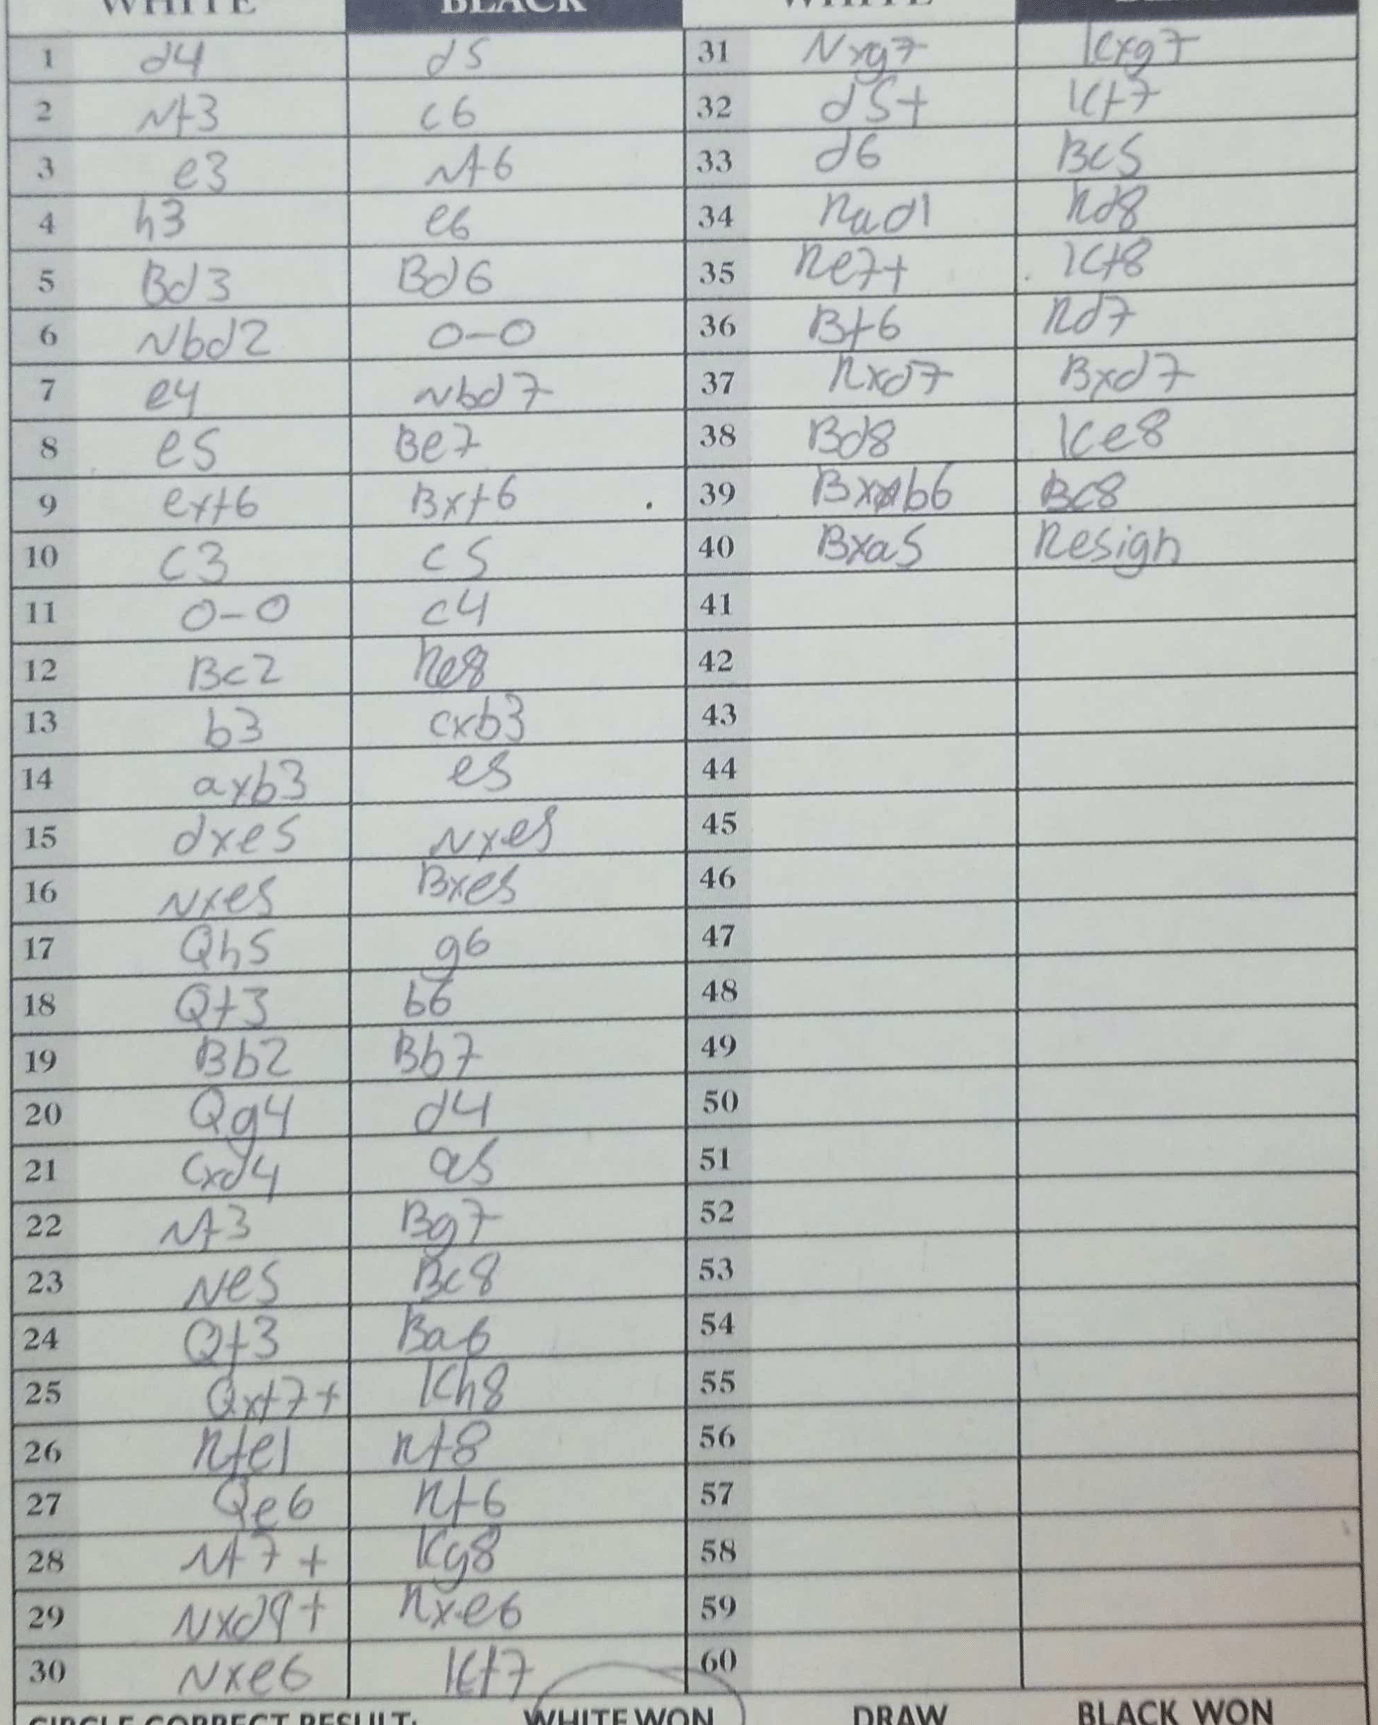 WHITE BLACK WHITE
1 d4 d5 31 Nxg7 Kxg7
2 Nf3 c6 32 d5+ Kf7
3 e3 Nf6 33 d6 Bc5
4 h3 e6 34 Rad1 Rd8
5 Bd3 Bd6 35 Re7+ Kf8
6 Nbd2 0-0 36 Bf6 Rd7
7 e4 Nbd7 37 Rxd7 Bxd7
8 e5 Be7 38 Bd8 Ke8
9 exf6 Bxf6 39 Bxb6 Bc8
10 c3 c5 40 Bxa5 Resign
11 0-0 c4 41
12 Bc2 Re8 42
13 b3 cxb3 43
14 axb3 e5 44
15 dxe5 Nxe5 45
16 Nxe5 Bxe5 46
17 Qh5 g6 47
18 Qf3 b6 48
19 Bb2 Bb7 49
20 Qg4 d4 50
21 cxd4 a5 51
22 Nf3 Bg7 52
23 Ne5 Bc8 53
24 Qf3 Ba6 54
25 Qxf7+ Kh8 55
26 Rfe1 Rf8 56
27 Qe6 Rf6 57
28 Nf7+ Kg8 58
29 Nxd8+ Rxe6 59
30 Nxe6 Kf7 60
CIRCLE CORRECT RESULT: WHITE WON DRAW BLACK WON